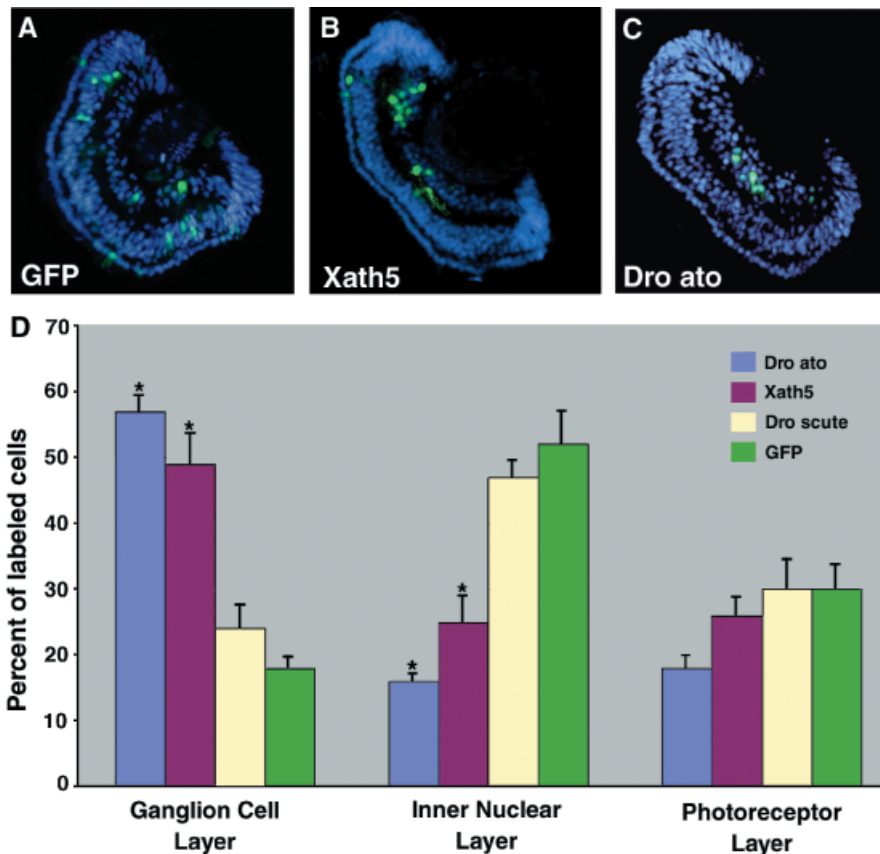 A
GFP
B
Xath5
C
Dro ato
D
Percent of labeled cells
70
60
50
40
30
20
10
0
*
*
*
*
Dro ato
Xath5
Dro scute
GFP
Ganglion Cell
Layer
Inner Nuclear
Layer
Photoreceptor
Layer